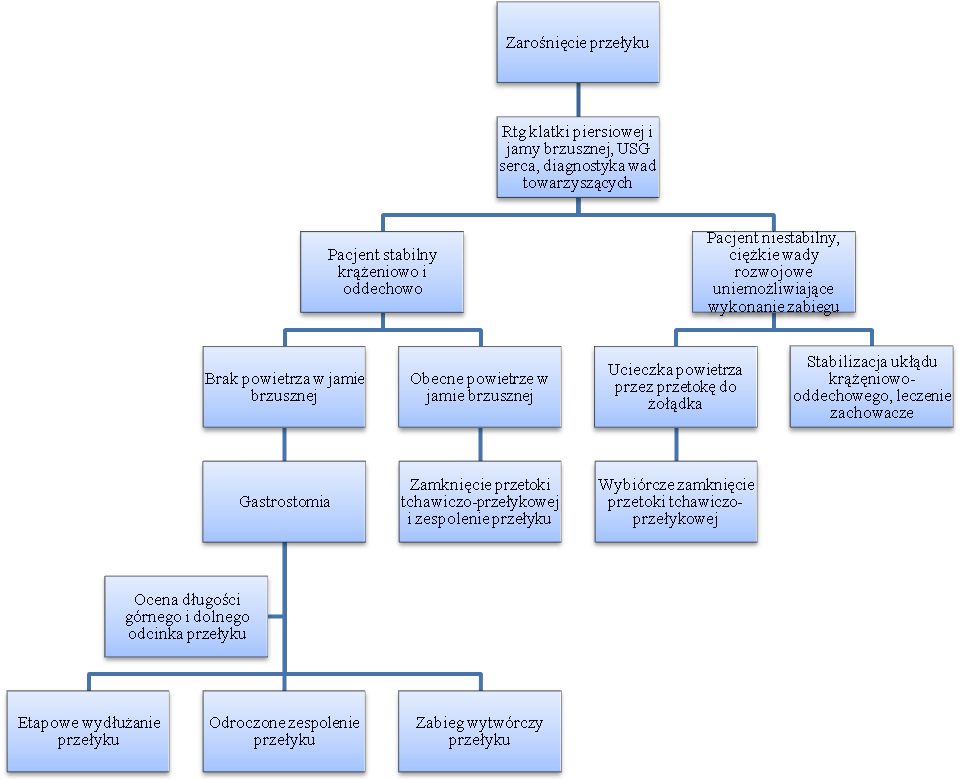 Zarośnięcie przełyku
Rtg klatki piersiowej i
jamy brzusznej, USG
serca, diagnostyka wad
towarzyszących
Pacjent stabilny
krążeniowo i
oddechowo
Pacjent niestabilny,
ciężkie wady
rozwojowe
uniemożliwiające
wykonanie zabiegu
Brak powietrza w jamie
brzusznej
Obecne powietrze w
jamie brzusznej
Ucieczka powietrza
przez przetokę do
żołądka
Stabilizacja układu
krążęniowo-
oddechowego, leczenie
zachowacze
Gastrostomia
Zamknięcie przetoki
tchawiczo-przełykowej
i zespolenie przełyku
Wybiórcze zamknięcie
przetoki tchawiczo-
przełykowej
Ocena długości
górnego i dolnego
odcinka przełyku
Etapowe wydłużanie
przełyku
Odroczone zespolenie
przełyku
Zabieg wytwórczy
przełyku